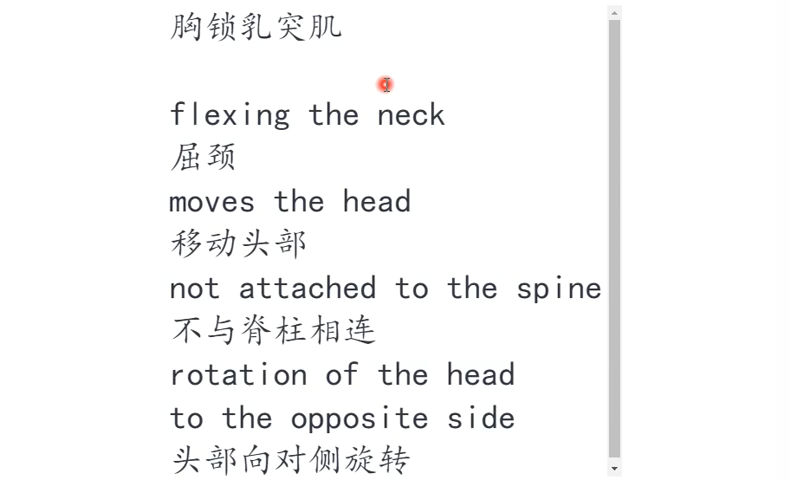 胸锁乳突肌
flexing the neck
屈颈
moves the head
移动头部
not attached to the spine
不与脊柱相连
rotation of the head
to the opposite side
头部向对侧旋转